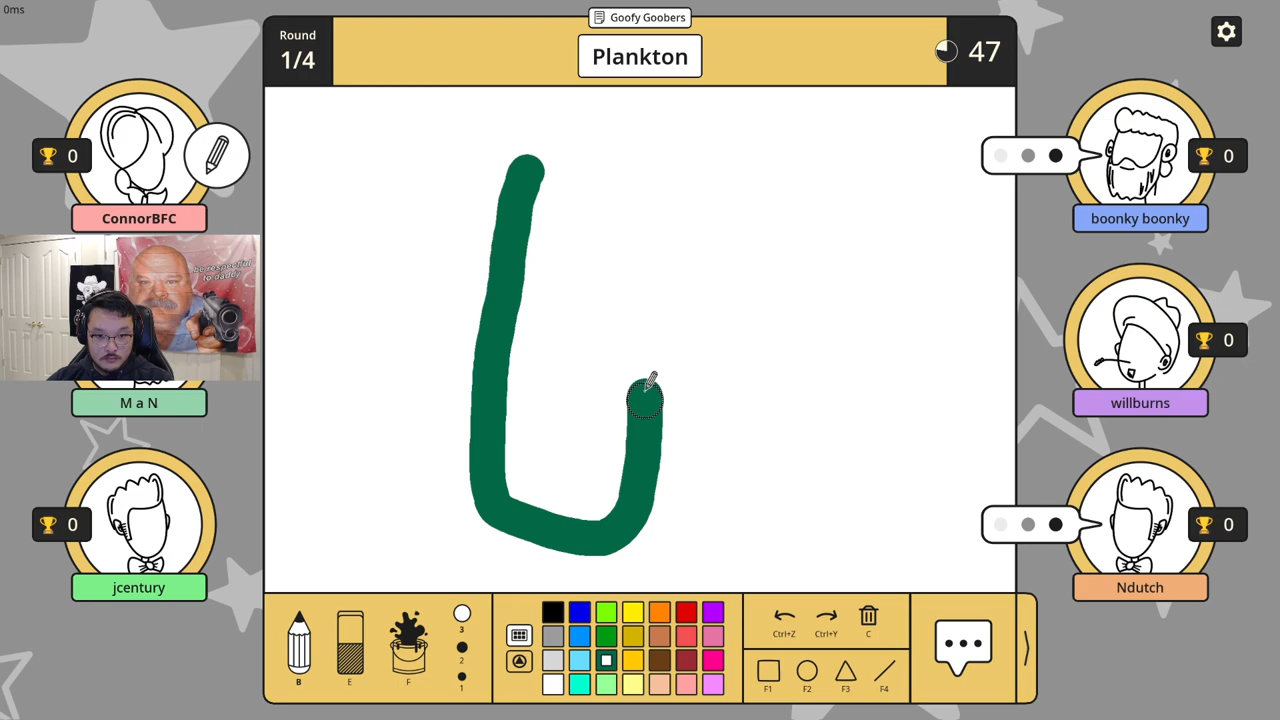 0ms
Goofy Goobers
Round
1/4
Plankton
47
0
ConnorBFC
be respectful
to daddy
M a N
0
jcentury
0
boonky boonky
0
willburns
0
Ndutch
B
E
F
3
2
1
Ctrl+Z
Ctrl+Y
C
F1
F2
F3
F4